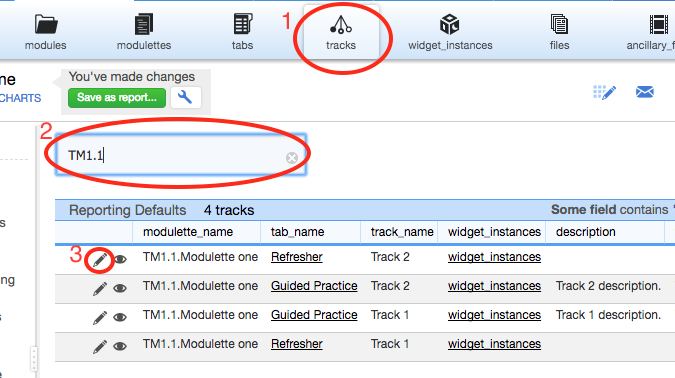 1
modules
modulettes
tabs
tracks
widget_instances
files
ancillary_f
me
CHARTS
You've made changes
Save as report...
2
TM1.1
Reporting Defaults 4 tracks Some field contains '
modulette_name tab_name track_name widget_instances description
3
TM1.1.Modulette one Refresher Track 2 widget_instances
TM1.1.Modulette one Guided Practice Track 2 widget_instances Track 2 description.
TM1.1.Modulette one Guided Practice Track 1 widget_instances Track 1 description.
TM1.1.Modulette one Refresher Track 1 widget_instances
s
ing
s
e